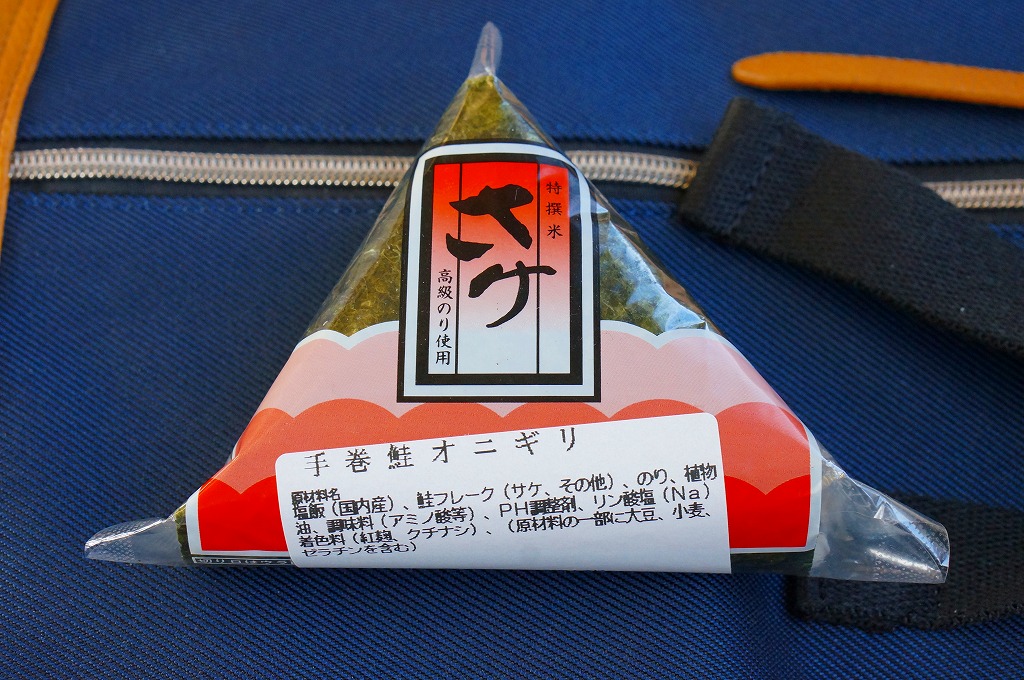 特撰米
さけ
高級のり使用
手巻鮭オニギリ
原材料名
塩飯（国内産）、鮭フレーク（サケ、その他）、のり、植物
油、調味料（アミノ酸等）、ＰＨ調整剤、リン酸塩（Ｎａ）
着色料（紅麹、クチナシ）、（原材料の一部に大豆、小麦、
ゼラチンを含む）